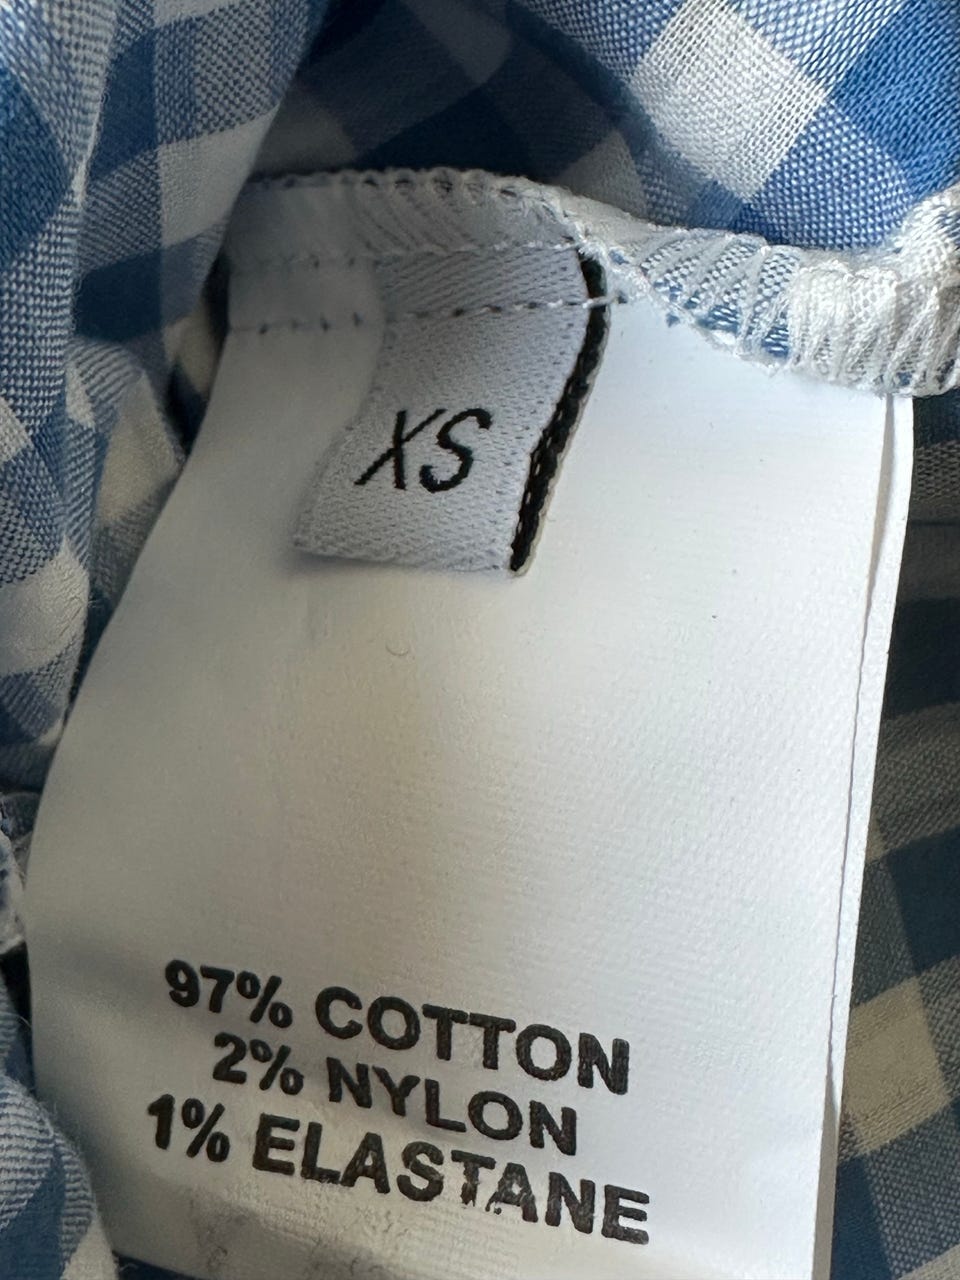 XS
97% COTTON
2% NYLON
1% ELASTANE